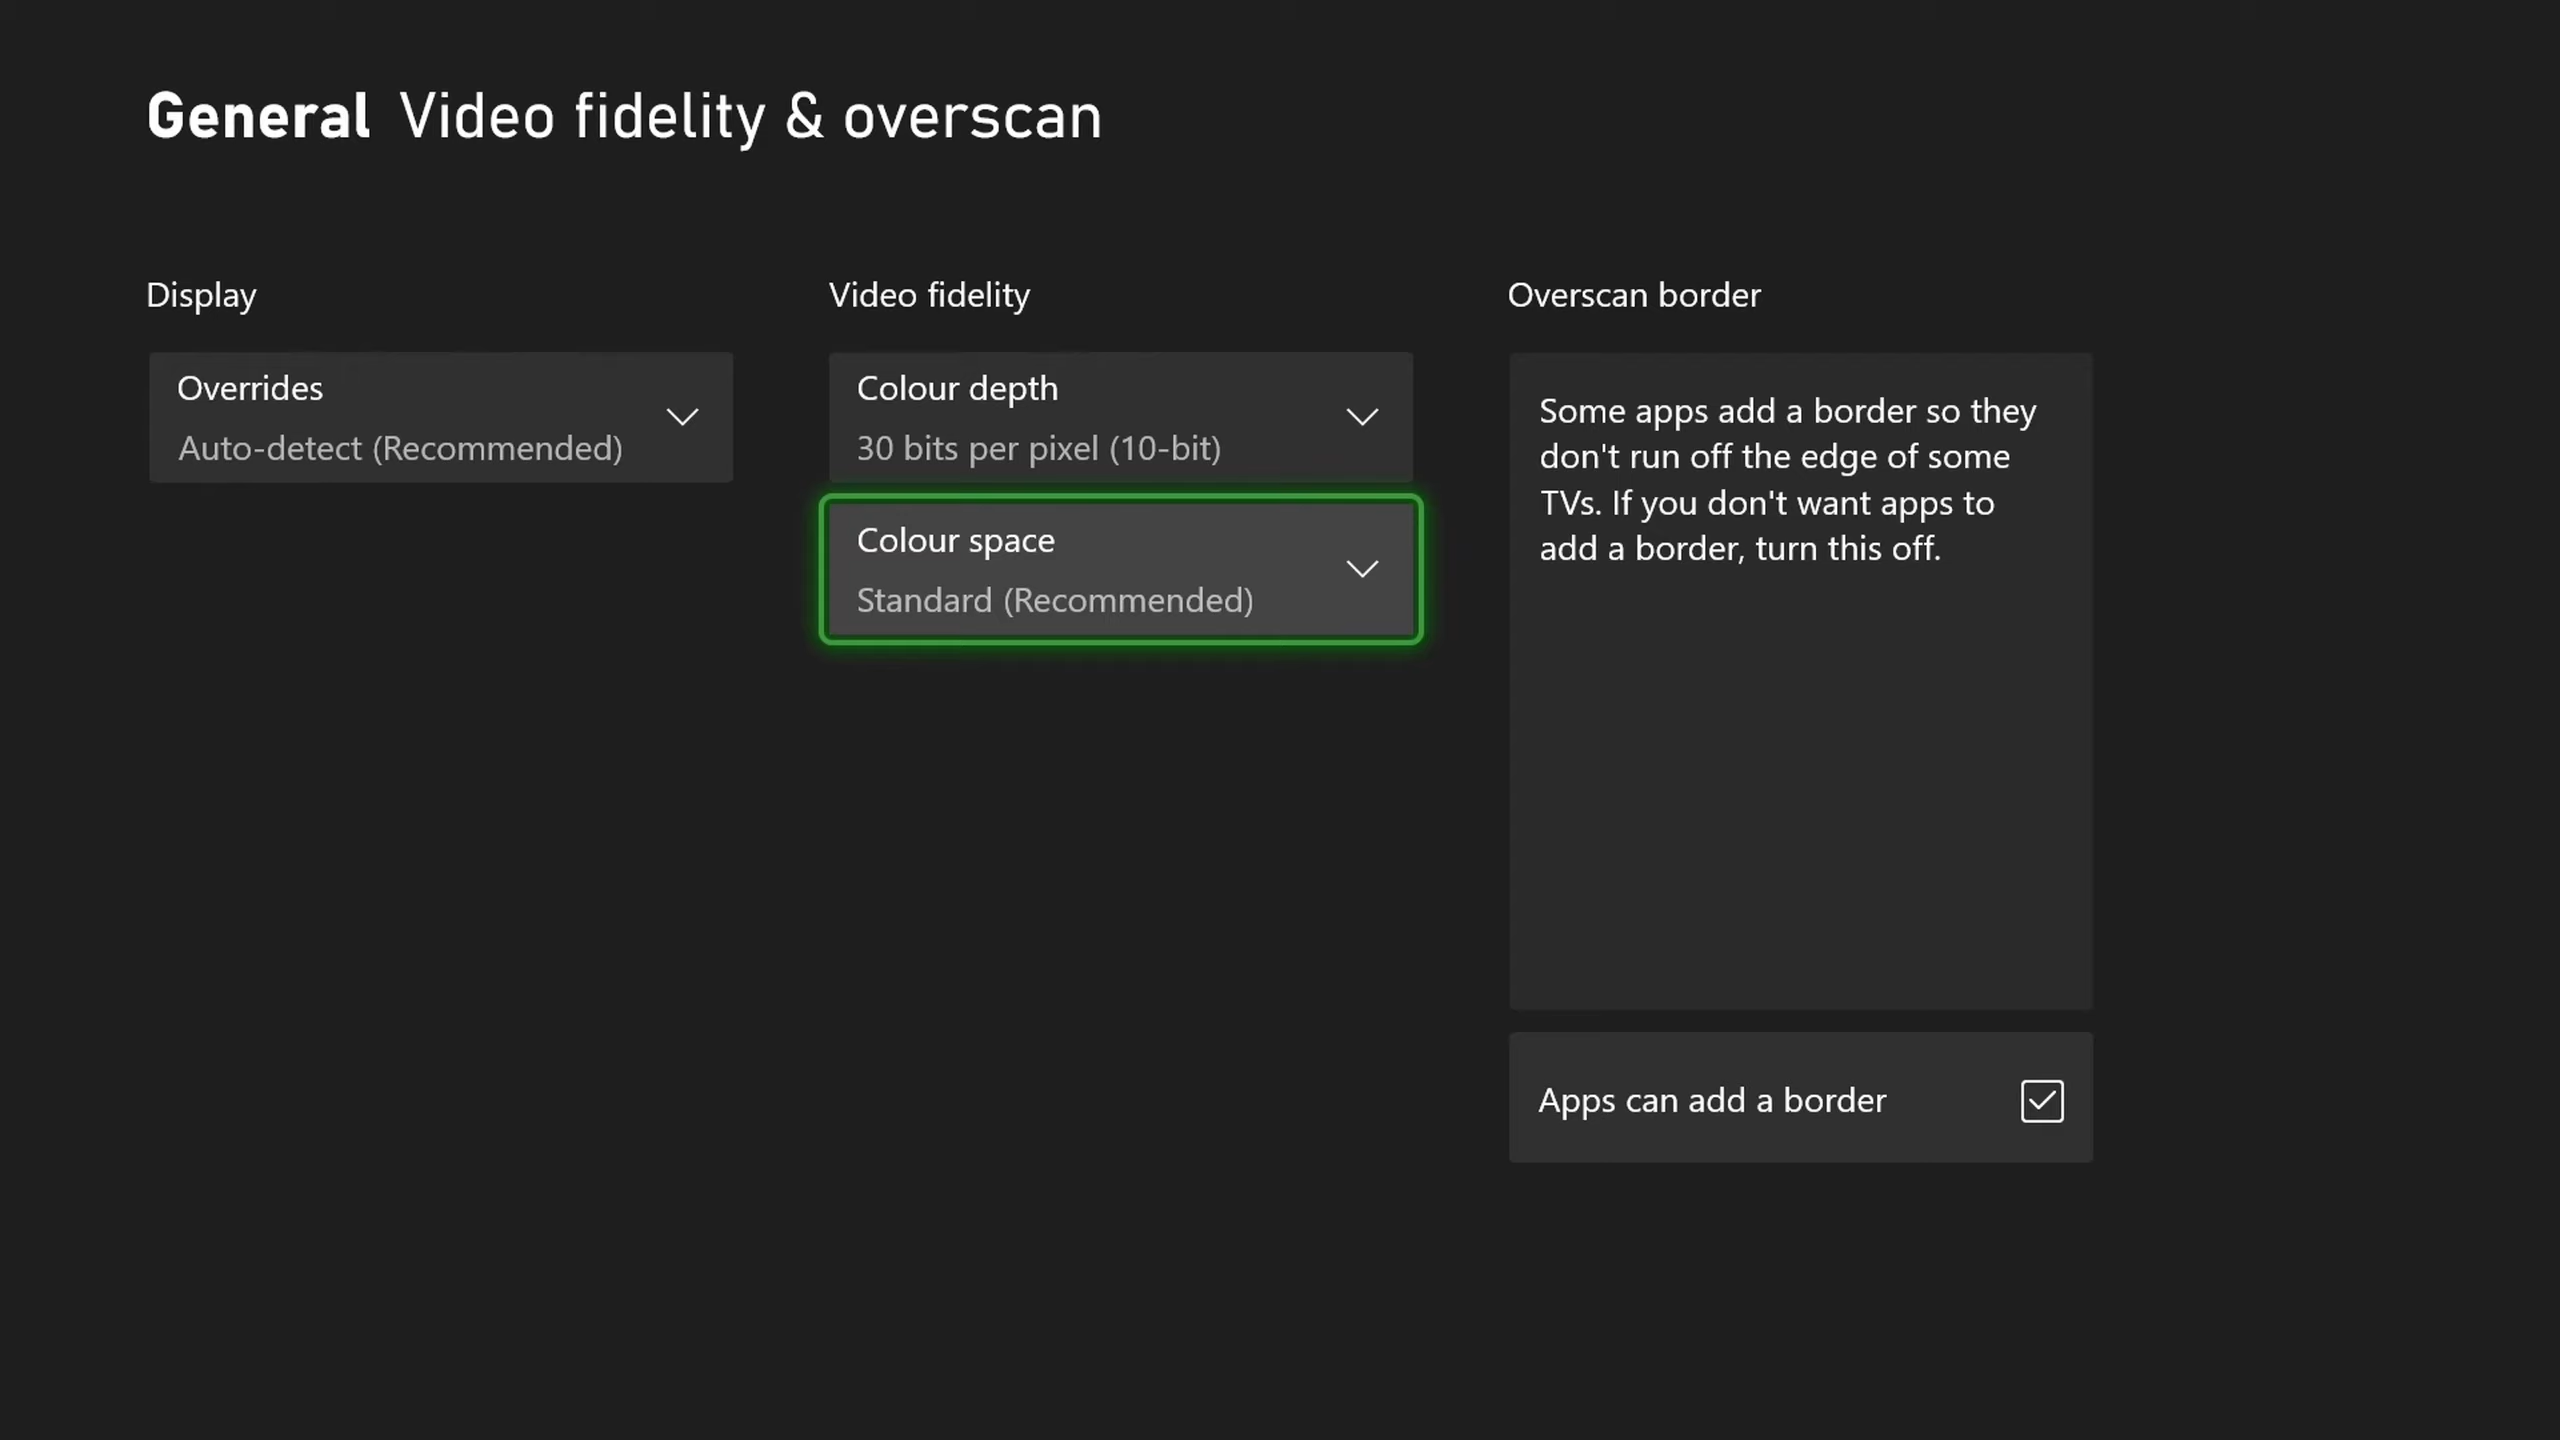 General Video fidelity & overscan
Display
Overrides
Auto-detect (Recommended)
Video fidelity
Colour depth
30 bits per pixel (10-bit)
Colour space
Standard (Recommended)
Overscan border
Some apps add a border so they
don't run off the edge of some
TVs. If you don't want apps to
add a border, turn this off.
Apps can add a border